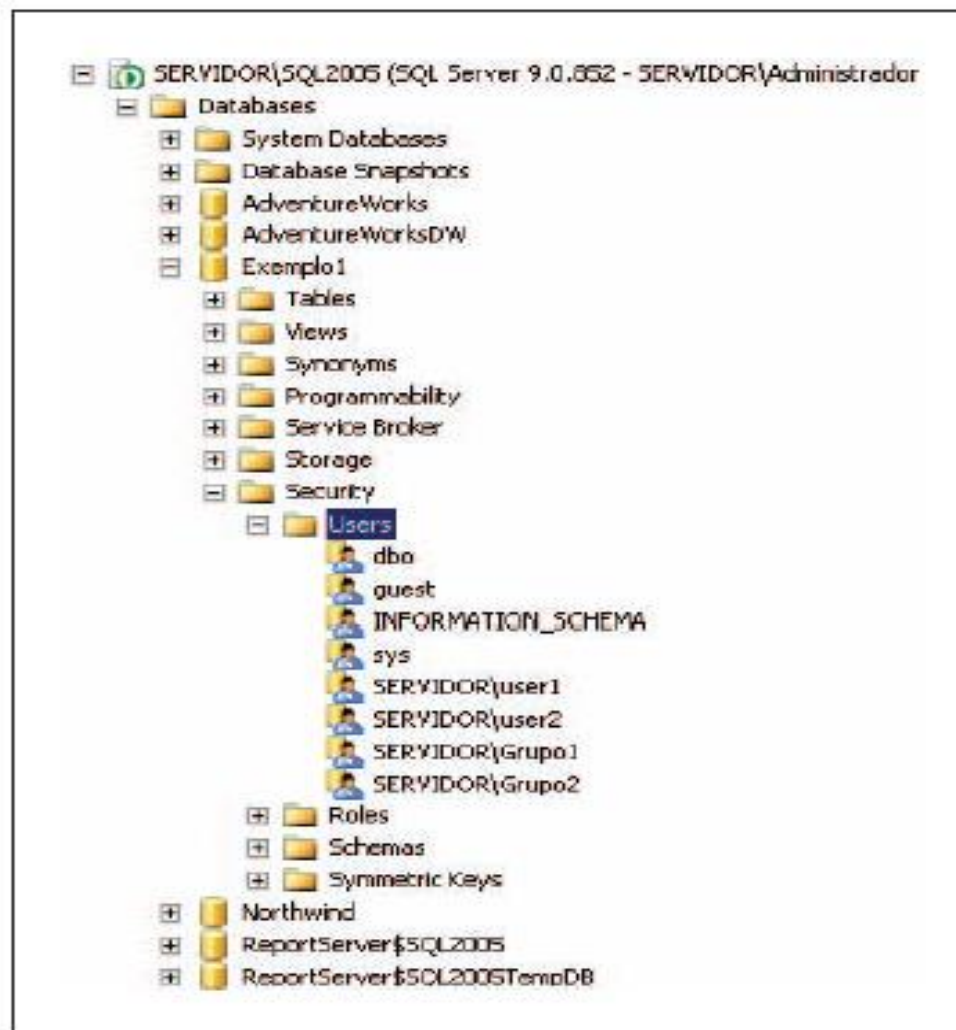 SERVIDOR\SQL2005 (SQL Server 9.0.852 - SERVIDOR\Administrador
Databases
System Databases
Database Snapshots
AdventureWorks
AdventureWorksDW
Exemplo1
Tables
Views
Synonyms
Programmability
Service Broker
Storage
Security
Users
dbo
guest
INFORMATION_SCHEMA
sys
SERVIDOR\user1
SERVIDOR\user2
SERVIDOR\Grupo1
SERVIDOR\Grupo2
Roles
Schemas
Symmetric Keys
Northwind
ReportServer$SQL2005
ReportServer$SQL2005TempDB